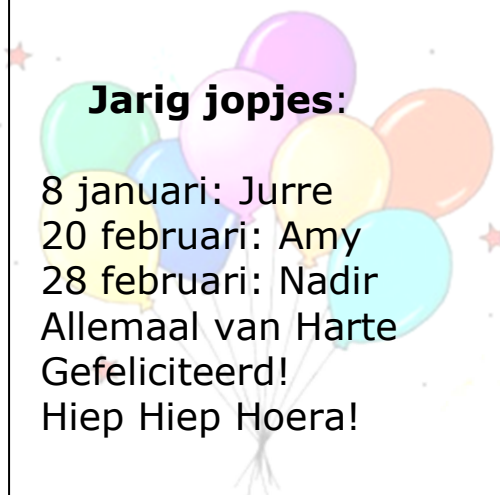 Jarig jopjes:
8 januari: Jurre
20 februari: Amy
28 februari: Nadir
Allemaal van Harte
Gefeliciteerd!
Hiep Hiep Hoera!